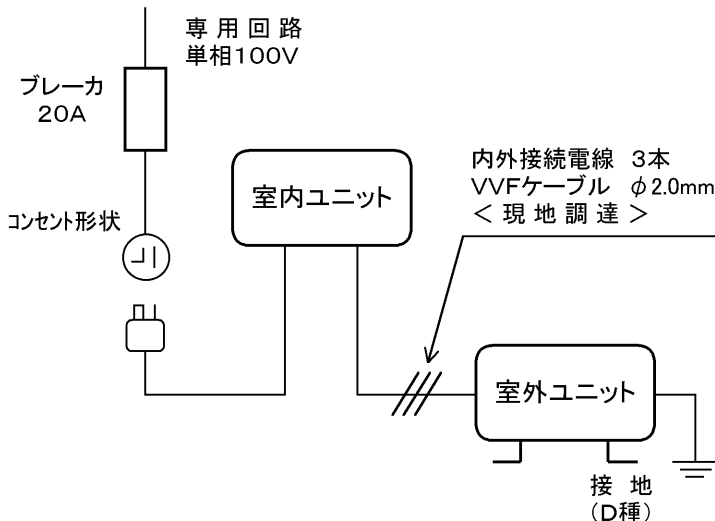 専用回路
単相100V
ブレーカ
20A
内外接続電線 3本
VVFケーブル φ2.0mm
＜現地調達＞
室内ユニット
コンセント形状
室外ユニット
接 地
（D種）